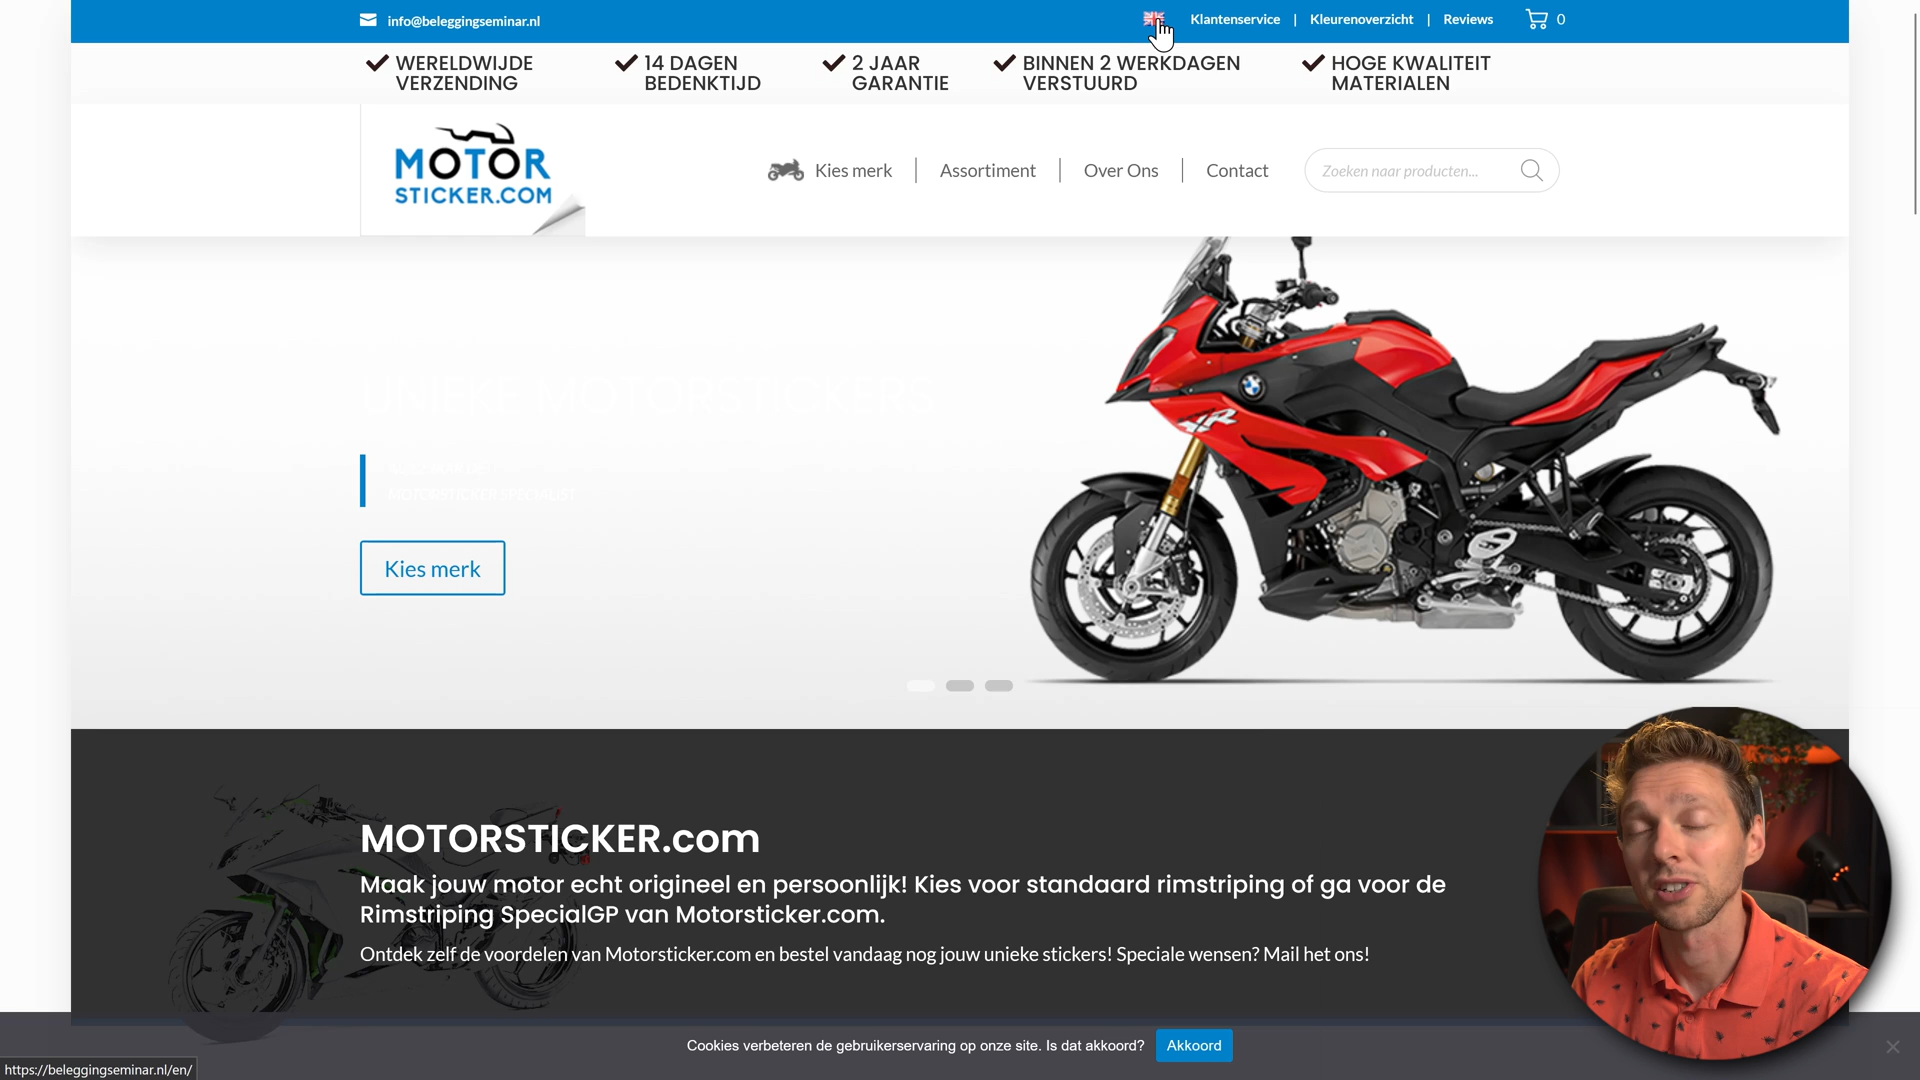 info@beleggingseminar.nl
Klantenservice | Kleurenoverzicht | Reviews 0
WERELDWIJDE
VERZENDING
14 DAGEN
BEDENKTIJD
2 JAAR
GARANTIE
BINNEN 2 WERKDAGEN
VERSTUURD
HOGE KWALITEIT
MATERIALEN
MOTOR
STICKER.COM
Kies merk | Assortiment | Over Ons | Contact
Zoeken naar producten...
UNIEKE MOTORSTICKERS
MOTORSTICKER SPECIALIST
Kies merk
XR
MOTORSTICKER.com
Maak jouw motor echt origineel en persoonlijk! Kies voor standaard rimstriping of ga voor de
Rimstriping SpecialGP van Motorsticker.com.
Ontdek zelf de voordelen van Motorsticker.com en bestel vandaag nog jouw unieke stickers! Speciale wensen? Mail het ons!
Cookies verbeteren de gebruikerservaring op onze site. Is dat akkoord? Akkoord
https://beleggingseminar.nl/en/